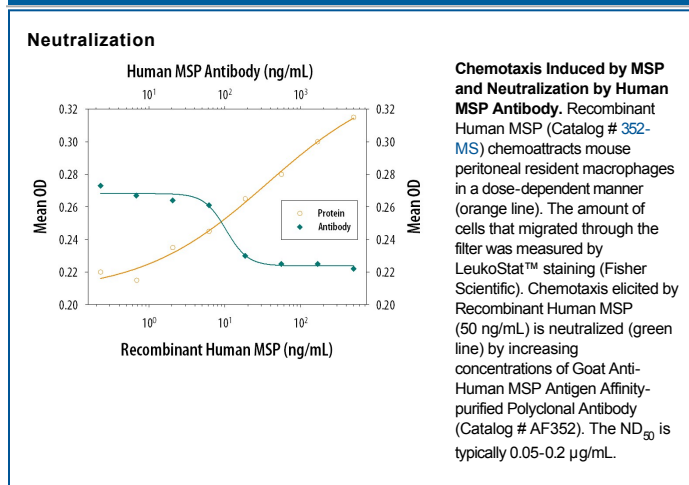 Neutralization
Human MSP Antibody (ng/mL)
10¹ 10² 10³
0.32 0.32
0.30 0.30
0.28 0.28
0.26 0.26
0.24 0.24
0.22 0.22
0.20 0.20
Mean OD
Mean OD
Protein
Antibody
10⁰ 10¹ 10²
Recombinant Human MSP (ng/mL)
Chemotaxis Induced by MSP
and Neutralization by Human
MSP Antibody. Recombinant
Human MSP (Catalog # 352-
MS) chemoattracts mouse
peritoneal resident macrophages
in a dose-dependent manner
(orange line). The amount of
cells that migrated through the
filter was measured by
LeukoStat™ staining (Fisher
Scientific). Chemotaxis elicited by
Recombinant Human MSP
(50 ng/mL) is neutralized (green
line) by increasing
concentrations of Goat Anti-
Human MSP Antigen Affinity-
purified Polyclonal Antibody
(Catalog # AF352). The ND₅₀ is
typically 0.05-0.2 µg/mL.